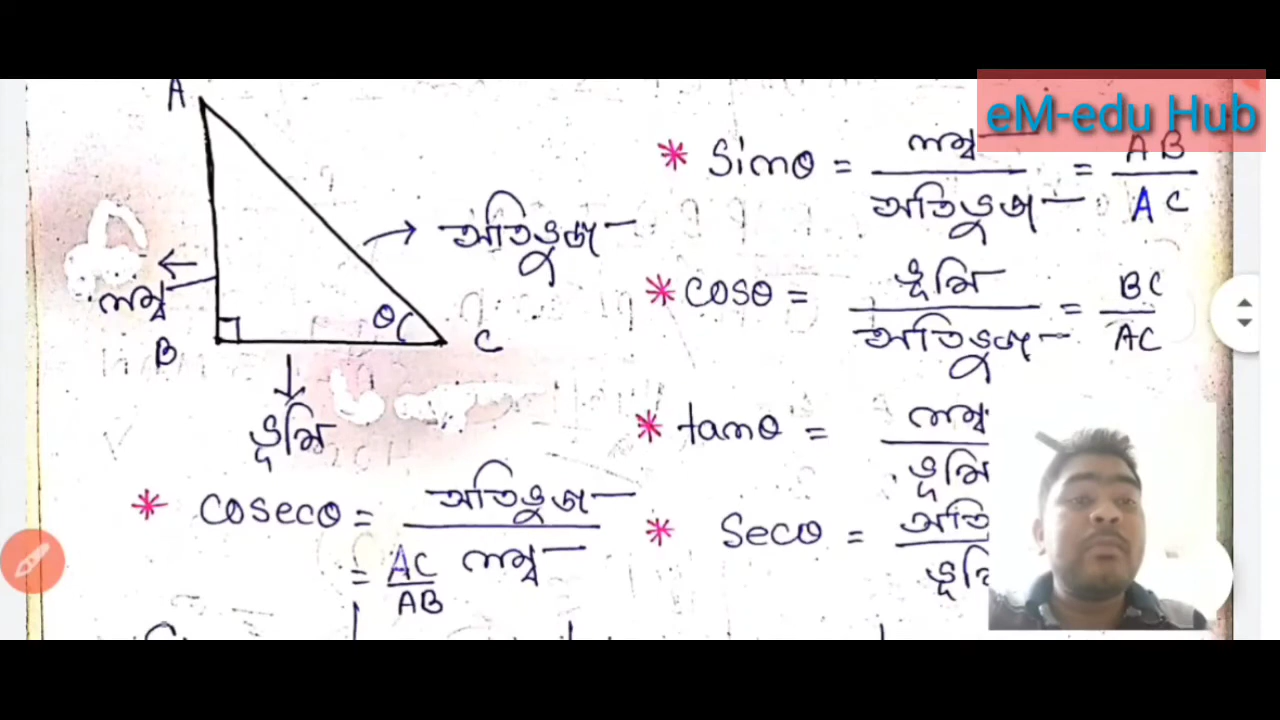 eM-edu Hub
A
* Sinθ = লম্ব / অতিভুজ = AB / AC
→ অতিভুজ
← লম্ব
θ
B
C
* cosθ = ভূমি / অতিভুজ = BC / AC
↓
ভূমি
* tanθ = লম্ব / ভূমি
* cosecθ = অতিভুজ / লম্ব
= AC / AB
* Secθ = অতি / ভূমি